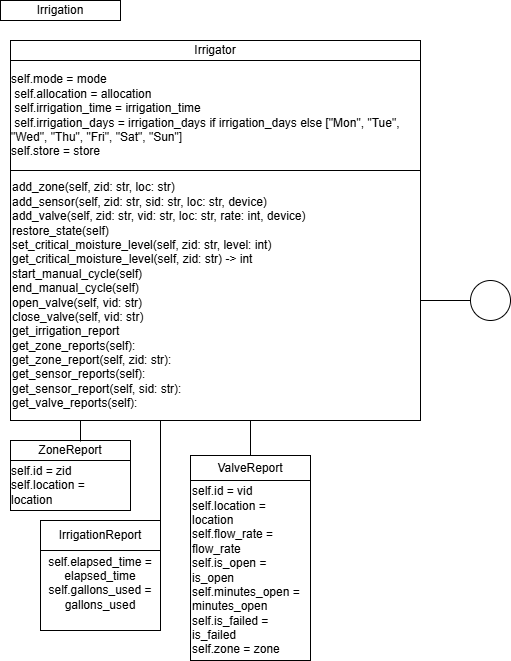 Irrigation
Irrigator
self.mode = mode
self.allocation = allocation
self.irrigation_time = irrigation_time
self.irrigation_days = irrigation_days if irrigation_days else ["Mon", "Tue",
"Wed", "Thu", "Fri", "Sat", "Sun"]
self.store = store
add_zone(self, zid: str, loc: str)
add_sensor(self, zid: str, sid: str, loc: str, device)
add_valve(self, zid: str, vid: str, loc: str, rate: int, device)
restore_state(self)
set_critical_moisture_level(self, zid: str, level: int)
get_critical_moisture_level(self, zid: str) -> int
start_manual_cycle(self)
end_manual_cycle(self)
open_valve(self, vid: str)
close_valve(self, vid: str)
get_irrigation_report
get_zone_reports(self):
get_zone_report(self, zid: str):
get_sensor_reports(self):
get_sensor_report(self, sid: str):
get_valve_reports(self):
ZoneReport
self.id = zid
self.location =
location
IrrigationReport
self.elapsed_time =
elapsed_time
self.gallons_used =
gallons_used
ValveReport
self.id = vid
self.location =
location
self.flow_rate =
flow_rate
self.is_open =
is_open
self.minutes_open =
minutes_open
self.is_failed =
is_failed
self.zone = zone